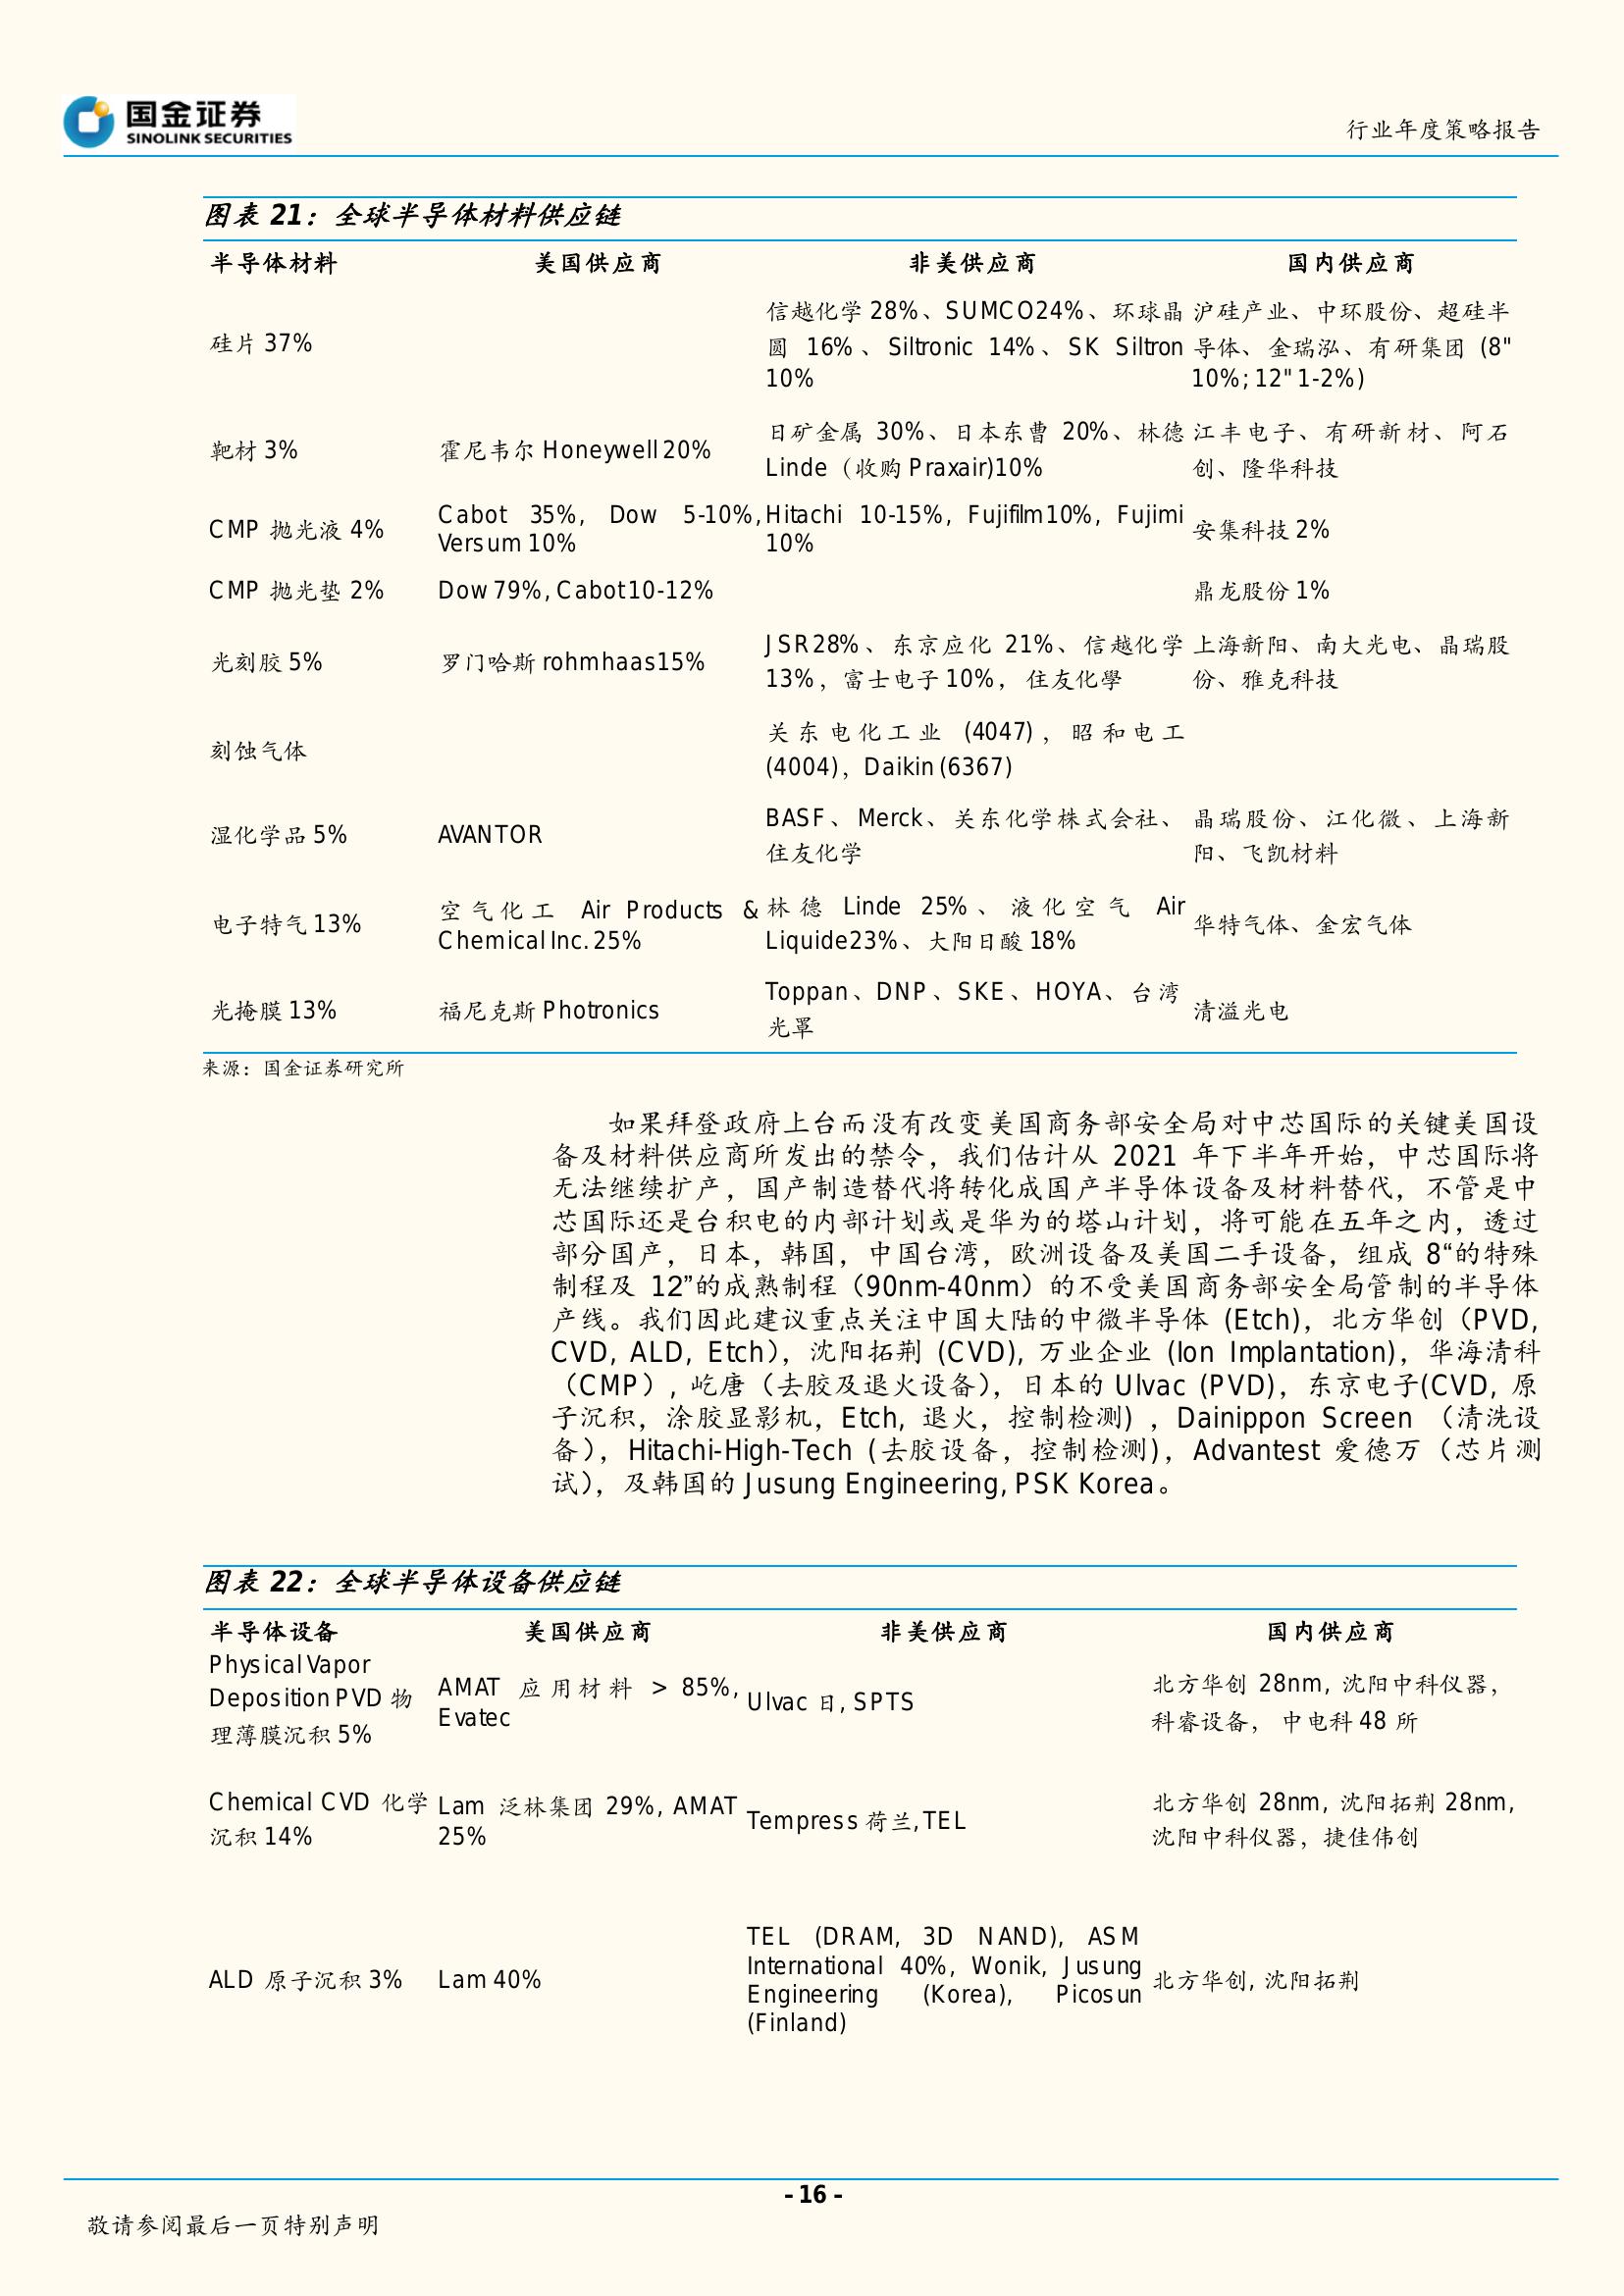 国金证券
SINOLINK SECURITIES
行业年度策略报告
图表 21：全球半导体材料供应链
半导体材料 美国供应商 非美供应商 国内供应商
硅片 37%
信越化学 28%、SUMCO24%、环球晶
圆 16%、Siltronic 14%、SK Siltron
10%
沪硅产业、中环股份、超硅半
导体、金瑞泓、有研集团 (8"
10%; 12" 1-2%)
靶材 3%
霍尼韦尔 Honeywell 20%
日矿金属 30%、日本东曹 20%、林德
Linde（收购 Praxair)10%
江丰电子、有研新材、阿石
创、隆华科技
CMP 抛光液 4%
Cabot 35%, Dow 5-10%,
Versum 10%
Hitachi 10-15%, Fujifilm10%, Fujimi
10%
安集科技 2%
CMP 抛光垫 2%
Dow 79%, Cabot10-12%
鼎龙股份 1%
光刻胶 5%
罗门哈斯 rohmhaas15%
JSR28%、东京应化 21%、信越化学
13%，富士电子 10%， 住友化學
上海新阳、南大光电、晶瑞股
份、雅克科技
刻蚀气体
关东电化工业 (4047)，昭和电工
(4004)，Daikin (6367)
湿化学品 5%
AVANTOR
BASF、Merck、关东化学株式会社、
住友化学
晶瑞股份、江化微、上海新
阳、飞凯材料
电子特气 13%
空气化工 Air Products &
Chemical Inc. 25%
林德 Linde 25%、液化空气 Air
Liquide23%、大阳日酸 18%
华特气体、金宏气体
光掩膜 13%
福尼克斯 Photronics
Toppan、DNP、SKE、HOYA、台湾
光罩
清溢光电
来源：国金证券研究所
如果拜登政府上台而没有改变美国商务部安全局对中芯国际的关键美国设
备及材料供应商所发出的禁令，我们估计从 2021 年下半年开始，中芯国际将
无法继续扩产，国产制造替代将转化成国产半导体设备及材料替代，不管是中
芯国际还是台积电的内部计划或是华为的塔山计划，将可能在五年之内，透过
部分国产，日本，韩国，中国台湾，欧洲设备及美国二手设备，组成 8“的特殊
制程及 12”的成熟制程（90nm-40nm）的不受美国商务部安全局管制的半导体
产线。我们因此建议重点关注中国大陆的中微半导体 (Etch)，北方华创（PVD,
CVD, ALD, Etch），沈阳拓荆 (CVD), 万业企业 (Ion Implantation)，华海清科
（CMP）, 屹唐（去胶及退火设备），日本的 Ulvac (PVD)，东京电子(CVD, 原
子沉积，涂胶显影机，Etch, 退火，控制检测) ，Dainippon Screen （清洗设
备），Hitachi-High-Tech (去胶设备，控制检测)，Advantest 爱德万（芯片测
试），及韩国的 Jusung Engineering, PSK Korea。
图表 22：全球半导体设备供应链
半导体设备 美国供应商 非美供应商 国内供应商
Physical Vapor
Deposition PVD 物
理薄膜沉积 5%
AMAT 应用材料 > 85%,
Evatec
Ulvac 日, SPTS
北方华创 28nm, 沈阳中科仪器，
科睿设备， 中电科 48 所
Chemical CVD 化学
沉积 14%
Lam 泛林集团 29%, AMAT
25%
Tempress 荷兰,TEL
北方华创 28nm, 沈阳拓荆 28nm,
沈阳中科仪器，捷佳伟创
ALD 原子沉积 3%
Lam 40%
TEL (DRAM, 3D NAND), ASM
International 40%, Wonik, Jusung
Engineering (Korea), Picosun
(Finland)
北方华创, 沈阳拓荆
- 16 -
敬请参阅最后一页特别声明